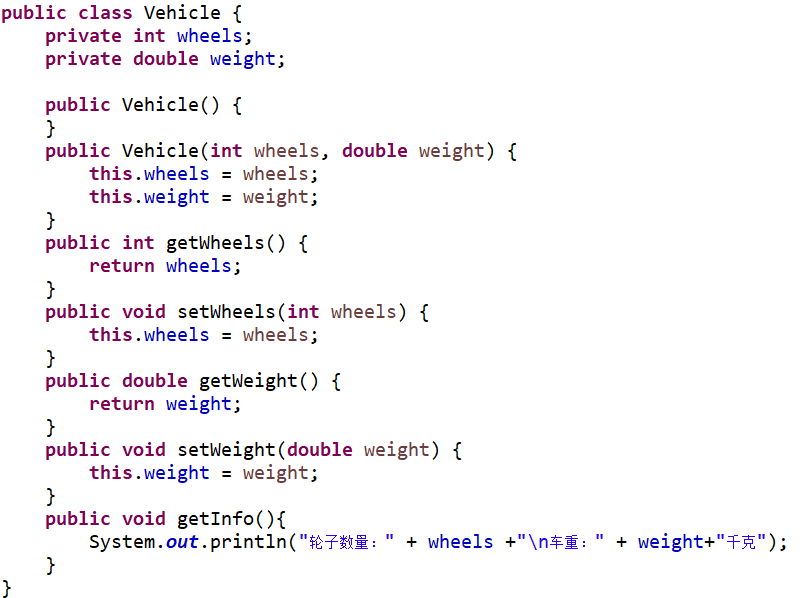 public class Vehicle {
    private int wheels;
    private double weight;

    public Vehicle() {
    }
    public Vehicle(int wheels, double weight) {
        this.wheels = wheels;
        this.weight = weight;
    }
    public int getWheels() {
        return wheels;
    }
    public void setWheels(int wheels) {
        this.wheels = wheels;
    }
    public double getWeight() {
        return weight;
    }
    public void setWeight(double weight) {
        this.weight = weight;
    }
    public void getInfo(){
        System.out.println("轮子数量：" + wheels +"\n车重：" + weight+"千克");
    }
}